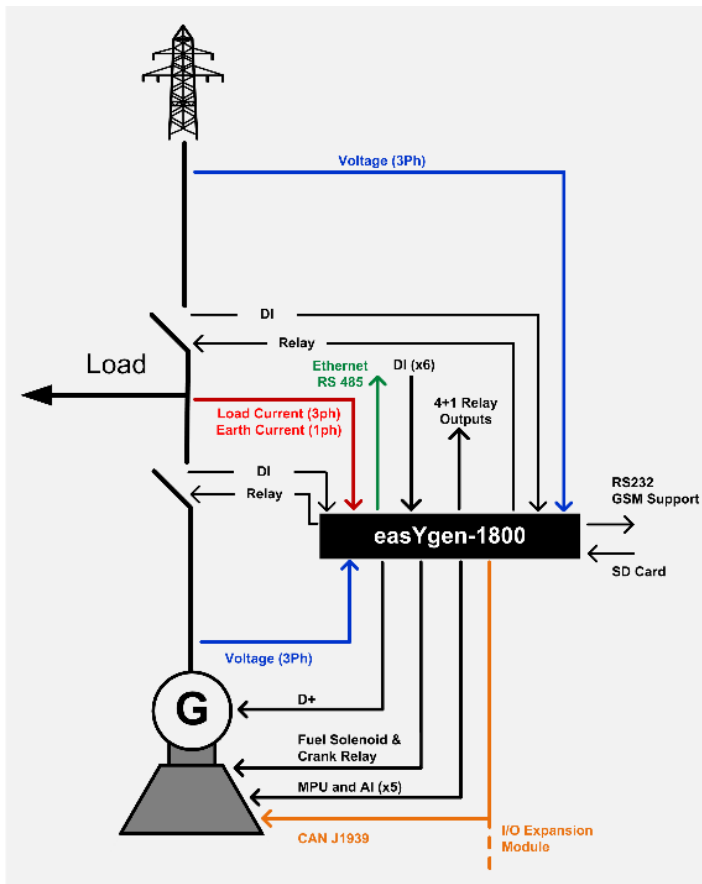 Voltage (3Ph)
DI
Relay
Load
Ethernet
RS 485
DI (x6)
4+1 Relay
Outputs
Load Current (3ph)
Earth Current (1ph)
DI
Relay
RS232
GSM Support
easYgen-1800
SD Card
Voltage (3Ph)
G
D+
Fuel Solenoid &
Crank Relay
MPU and AI (x5)
CAN J1939
I/O Expansion
Module